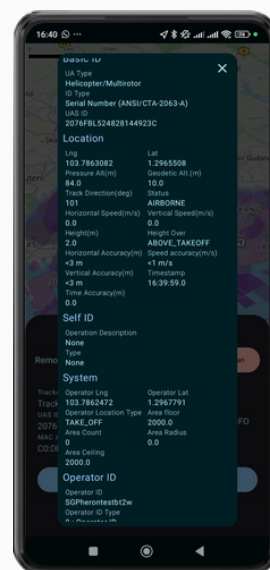 16:40
Basic ID
UA Type
Helicopter/Multirotor
ID Type
Serial Number (ANSI/
CTA-2063-A)
UAS ID
2076FBL524828144
923C
Location
Lng Lat
103.7863082 1.2965508
Pressure Alt(m) Geodetic Alt.(m)
84.0 10.0
Track Direction(deg) Status
101 AIRBORNE
Horizontal Speed(m/s) Vertical Speed(m/s)
0.0 0.0
Height(m) Height Over
2.0 ABOVE_TAKEOFF
Horizontal Accuracy(m) Speed accuracy(m/s)
<3 m <1 m/s
Vertical Accuracy(m) Timestamp
<3 m 16:39:59.0
Time Accuracy(m)
0.0
Self ID
Operation Description
None
Type
None
System
Operator Lng Operator Lat
103.7862472 1.2967791
Operator Location Type Area floor
TAKE_OFF 2000.0
Area Count Area Radius
0 0.0
Area Ceiling
2000.0
Operator ID
Operator ID
SGPherontestbt2w
Operator ID Type